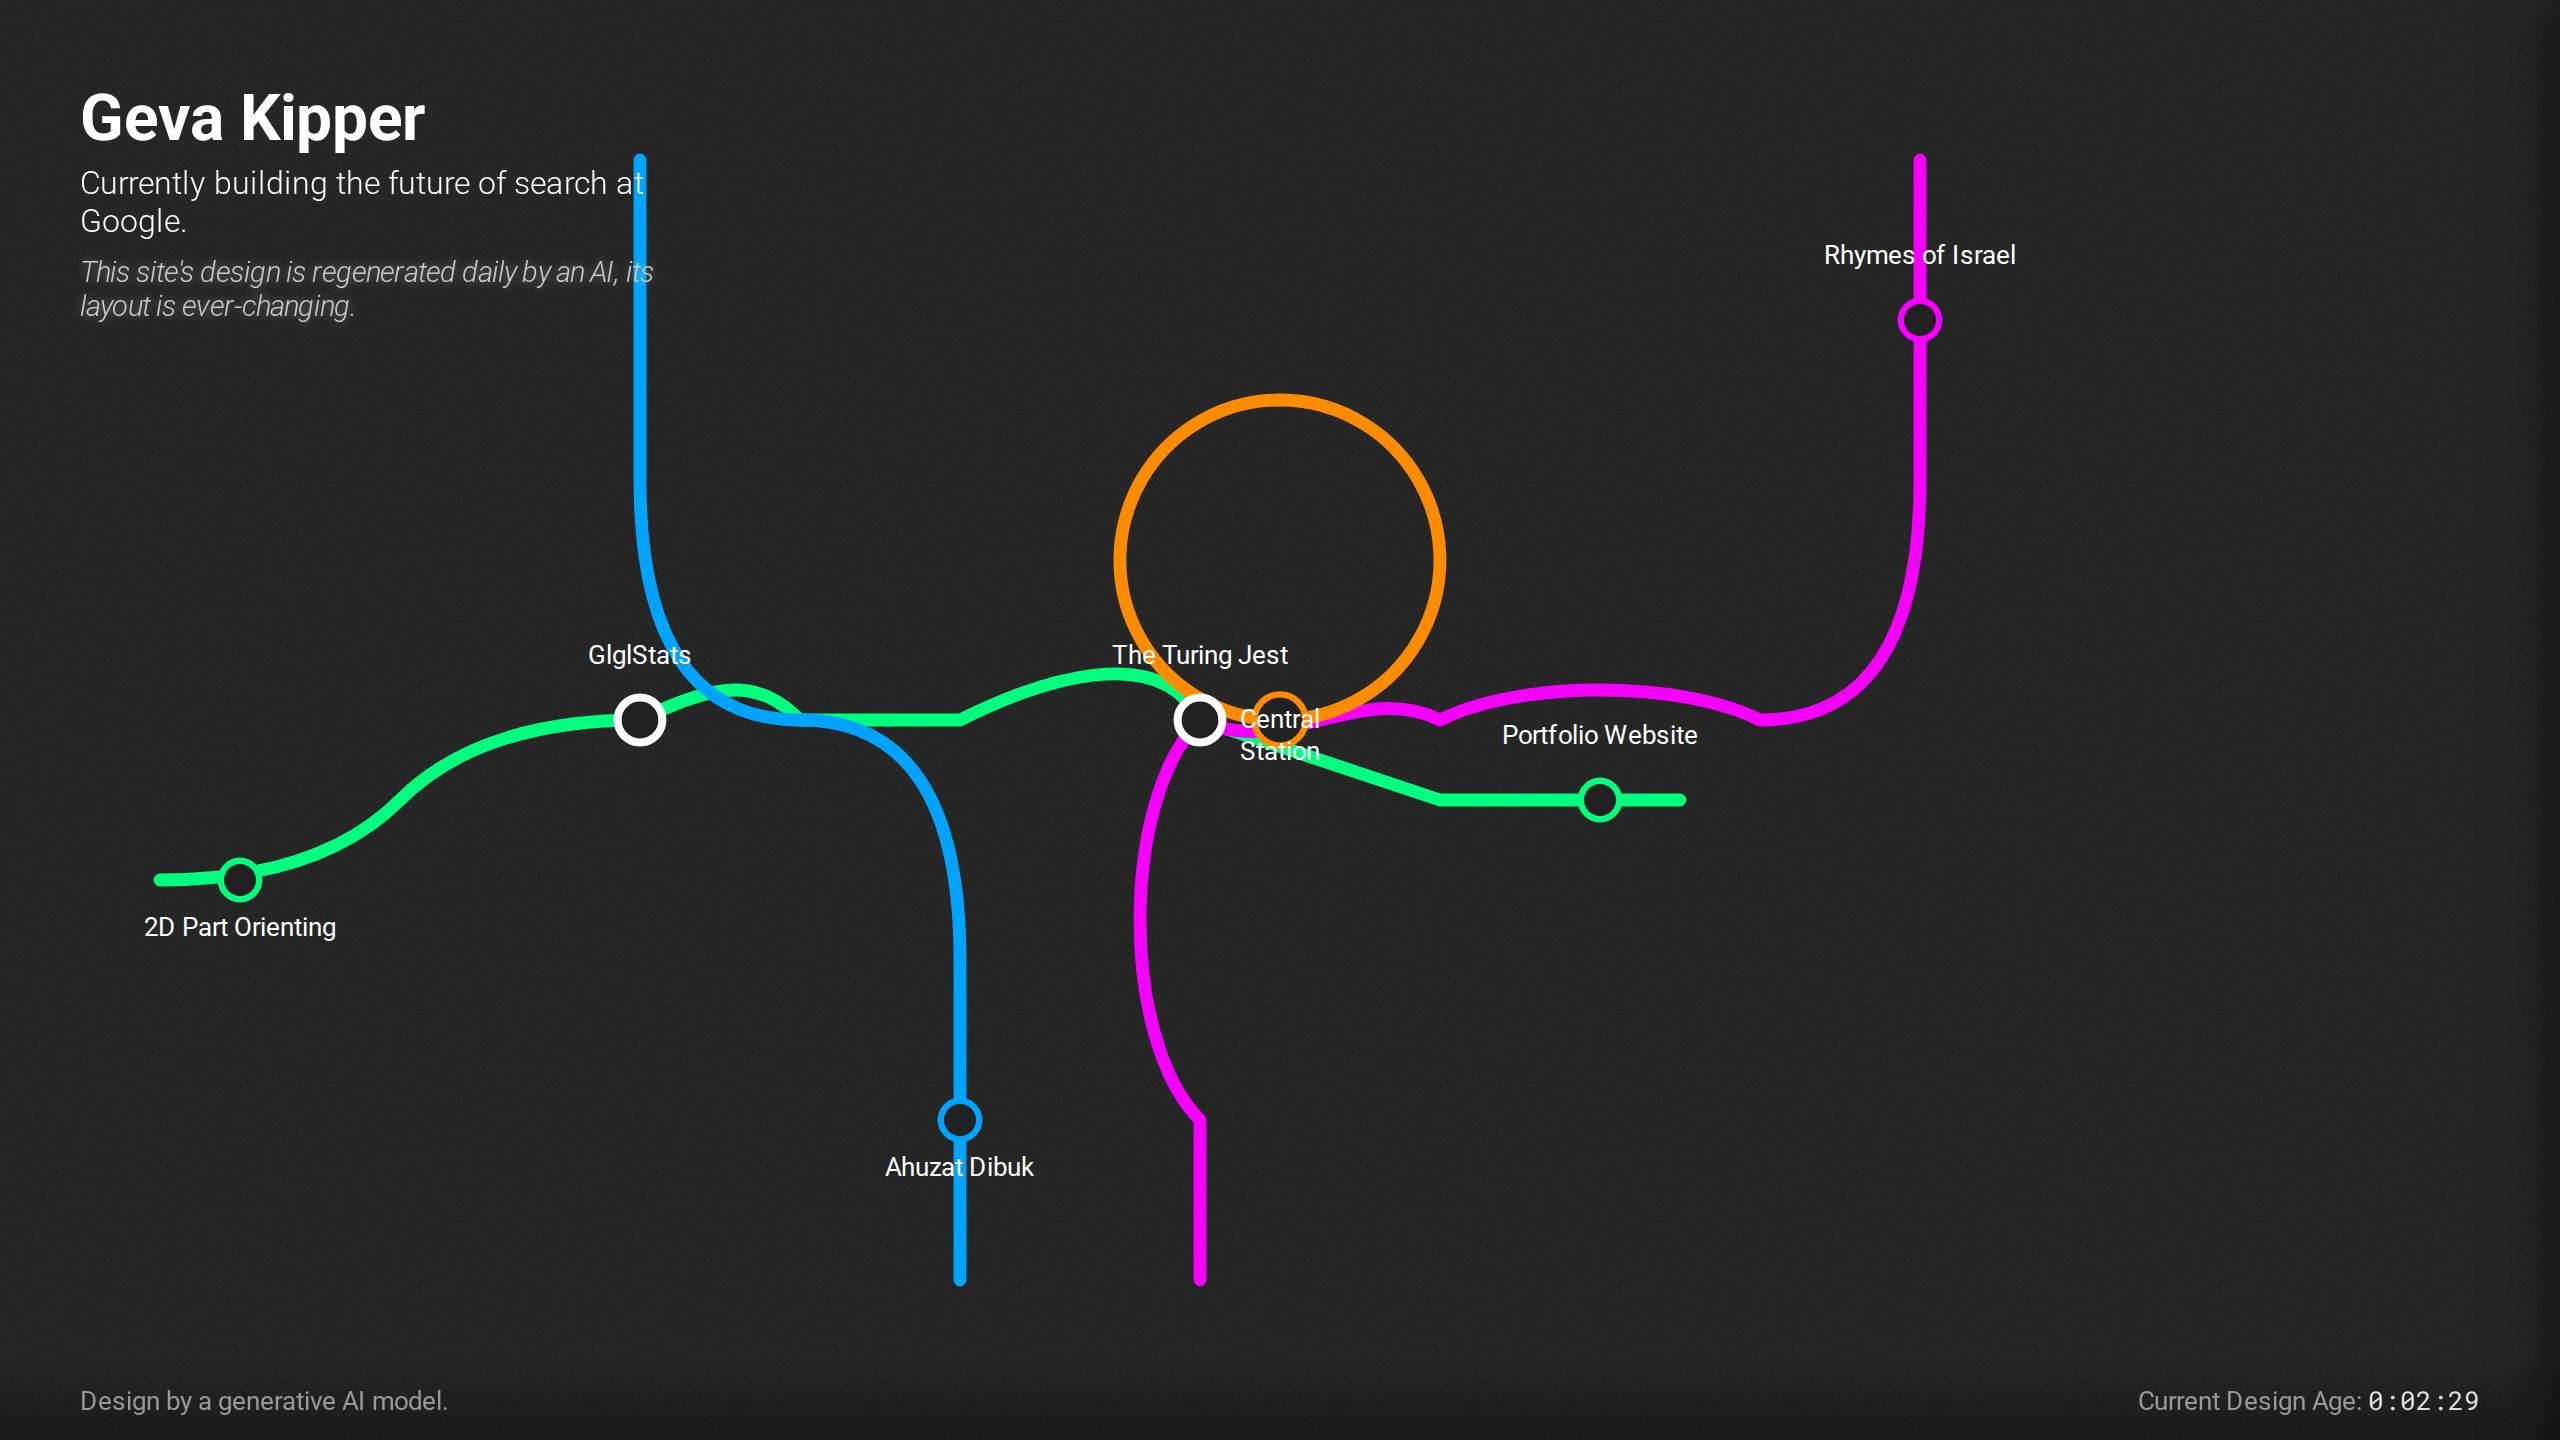 Geva Kipper
Currently building the future of search at
Google.
This site's design is regenerated daily by an AI, its
layout is ever-changing.
Rhymes of Israel
GlglStats
The Turing Jest
Central
Station
Portfolio Website
2D Part Orienting
Ahuzat Dibuk
Design by a generative AI model.
Current Design Age: 0:02:29